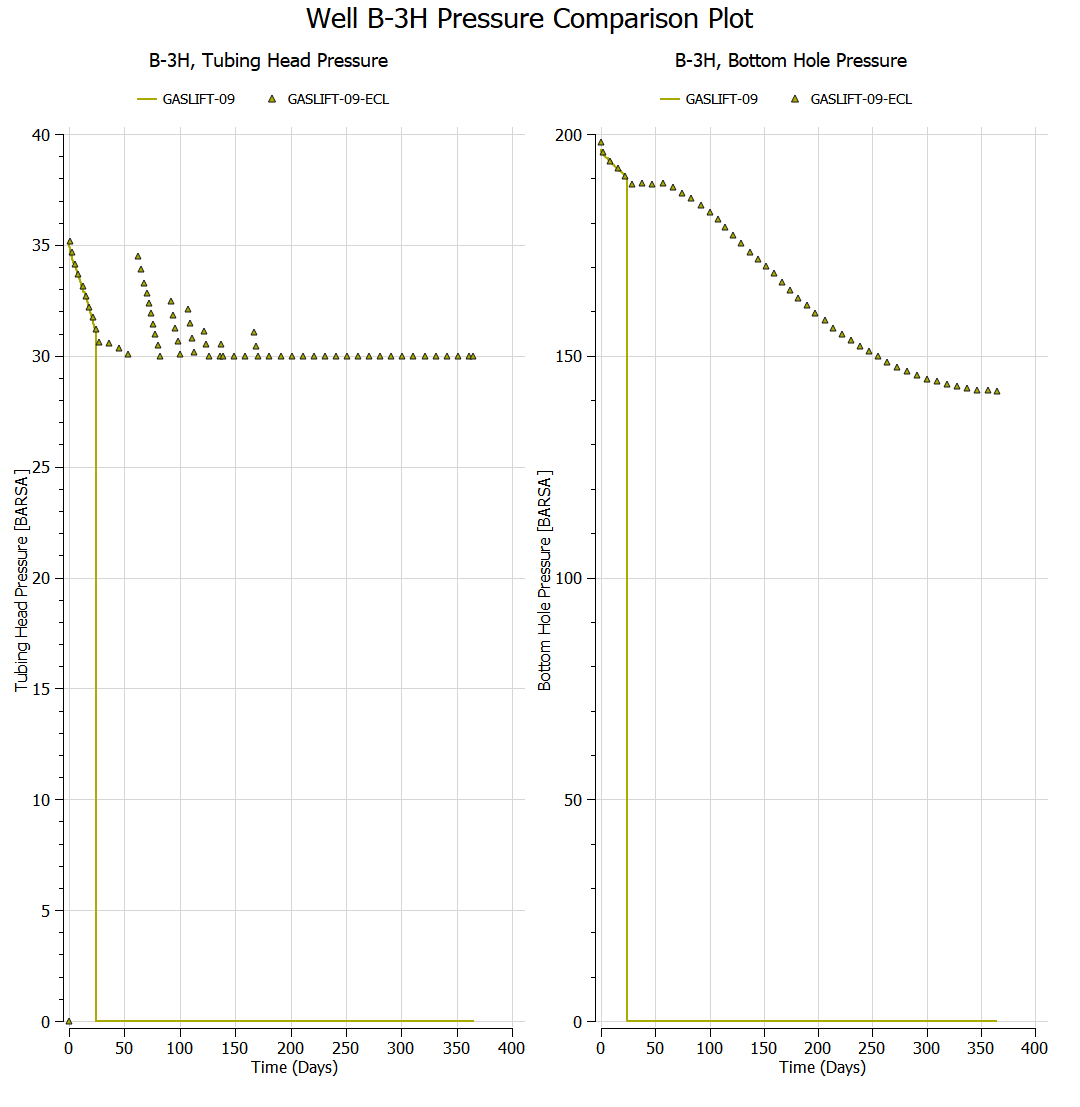 Well B-3H Pressure Comparison Plot
B-3H, Tubing Head Pressure
GASLIFT-09 GASLIFT-09-ECL
40
35
30
25
20
15
10
5
0
Tubing Head Pressure [BARSA]
0 50 100 150 200 250 300 350 400
Time (Days)
B-3H, Bottom Hole Pressure
GASLIFT-09 GASLIFT-09-ECL
200
150
100
50
0
Bottom Hole Pressure [BARSA]
0 50 100 150 200 250 300 350 400
Time (Days)